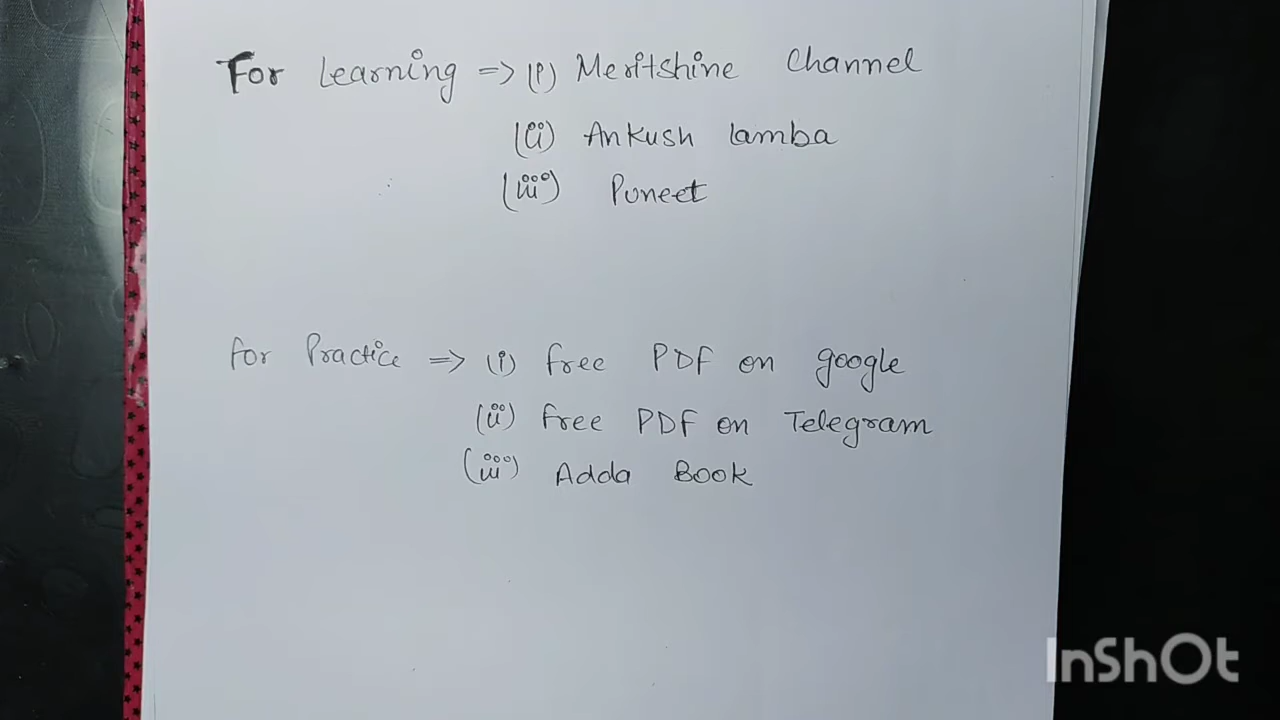 For Learning => (i) Meritshine Channel
(ii) Ankush lamba
(iii) Puneet
For Practice => (i) free PDF on google
(ii) free PDF on Telegram
(iii) Adda Book
InShOt